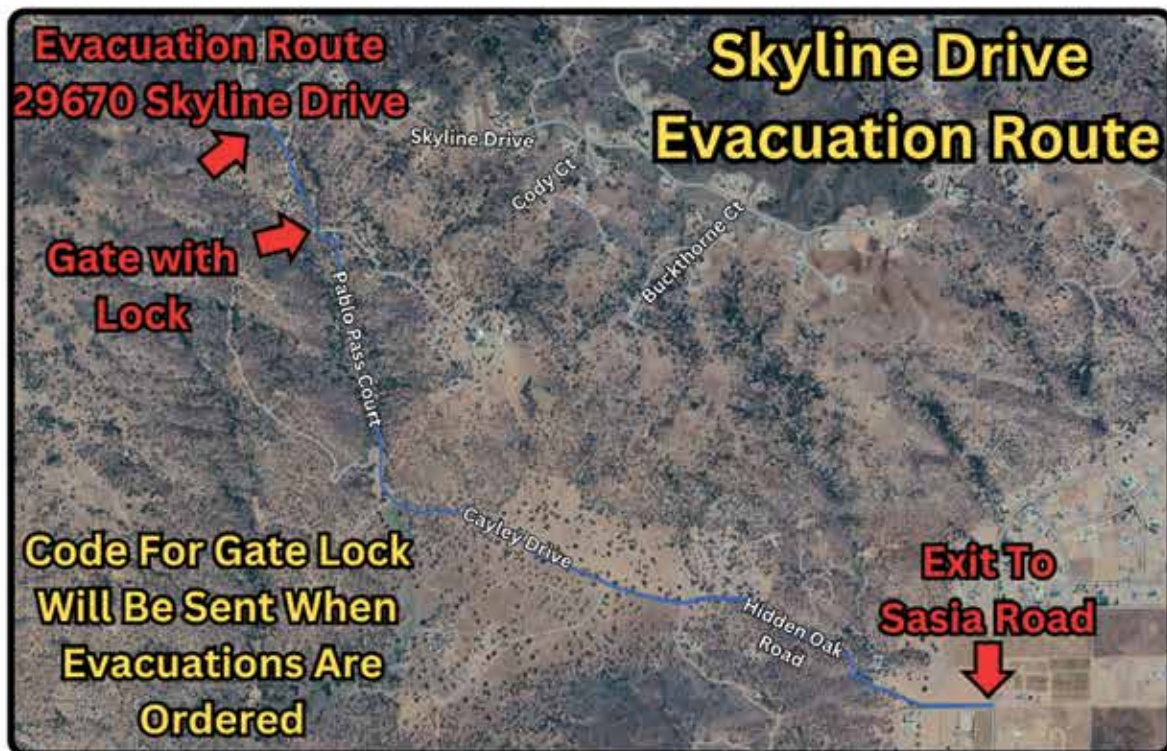 Evacuation Route
29670 Skyline Drive
Skyline Drive
Evacuation Route
Skyline Drive
Cody Ct
Buckthorne Ct
Gate with
Lock
Pablo Pass Court
Cayley Drive
Hidden Oak
Road
Code For Gate Lock
Will Be Sent When
Evacuations Are
Ordered
Exit To
Sasia Road